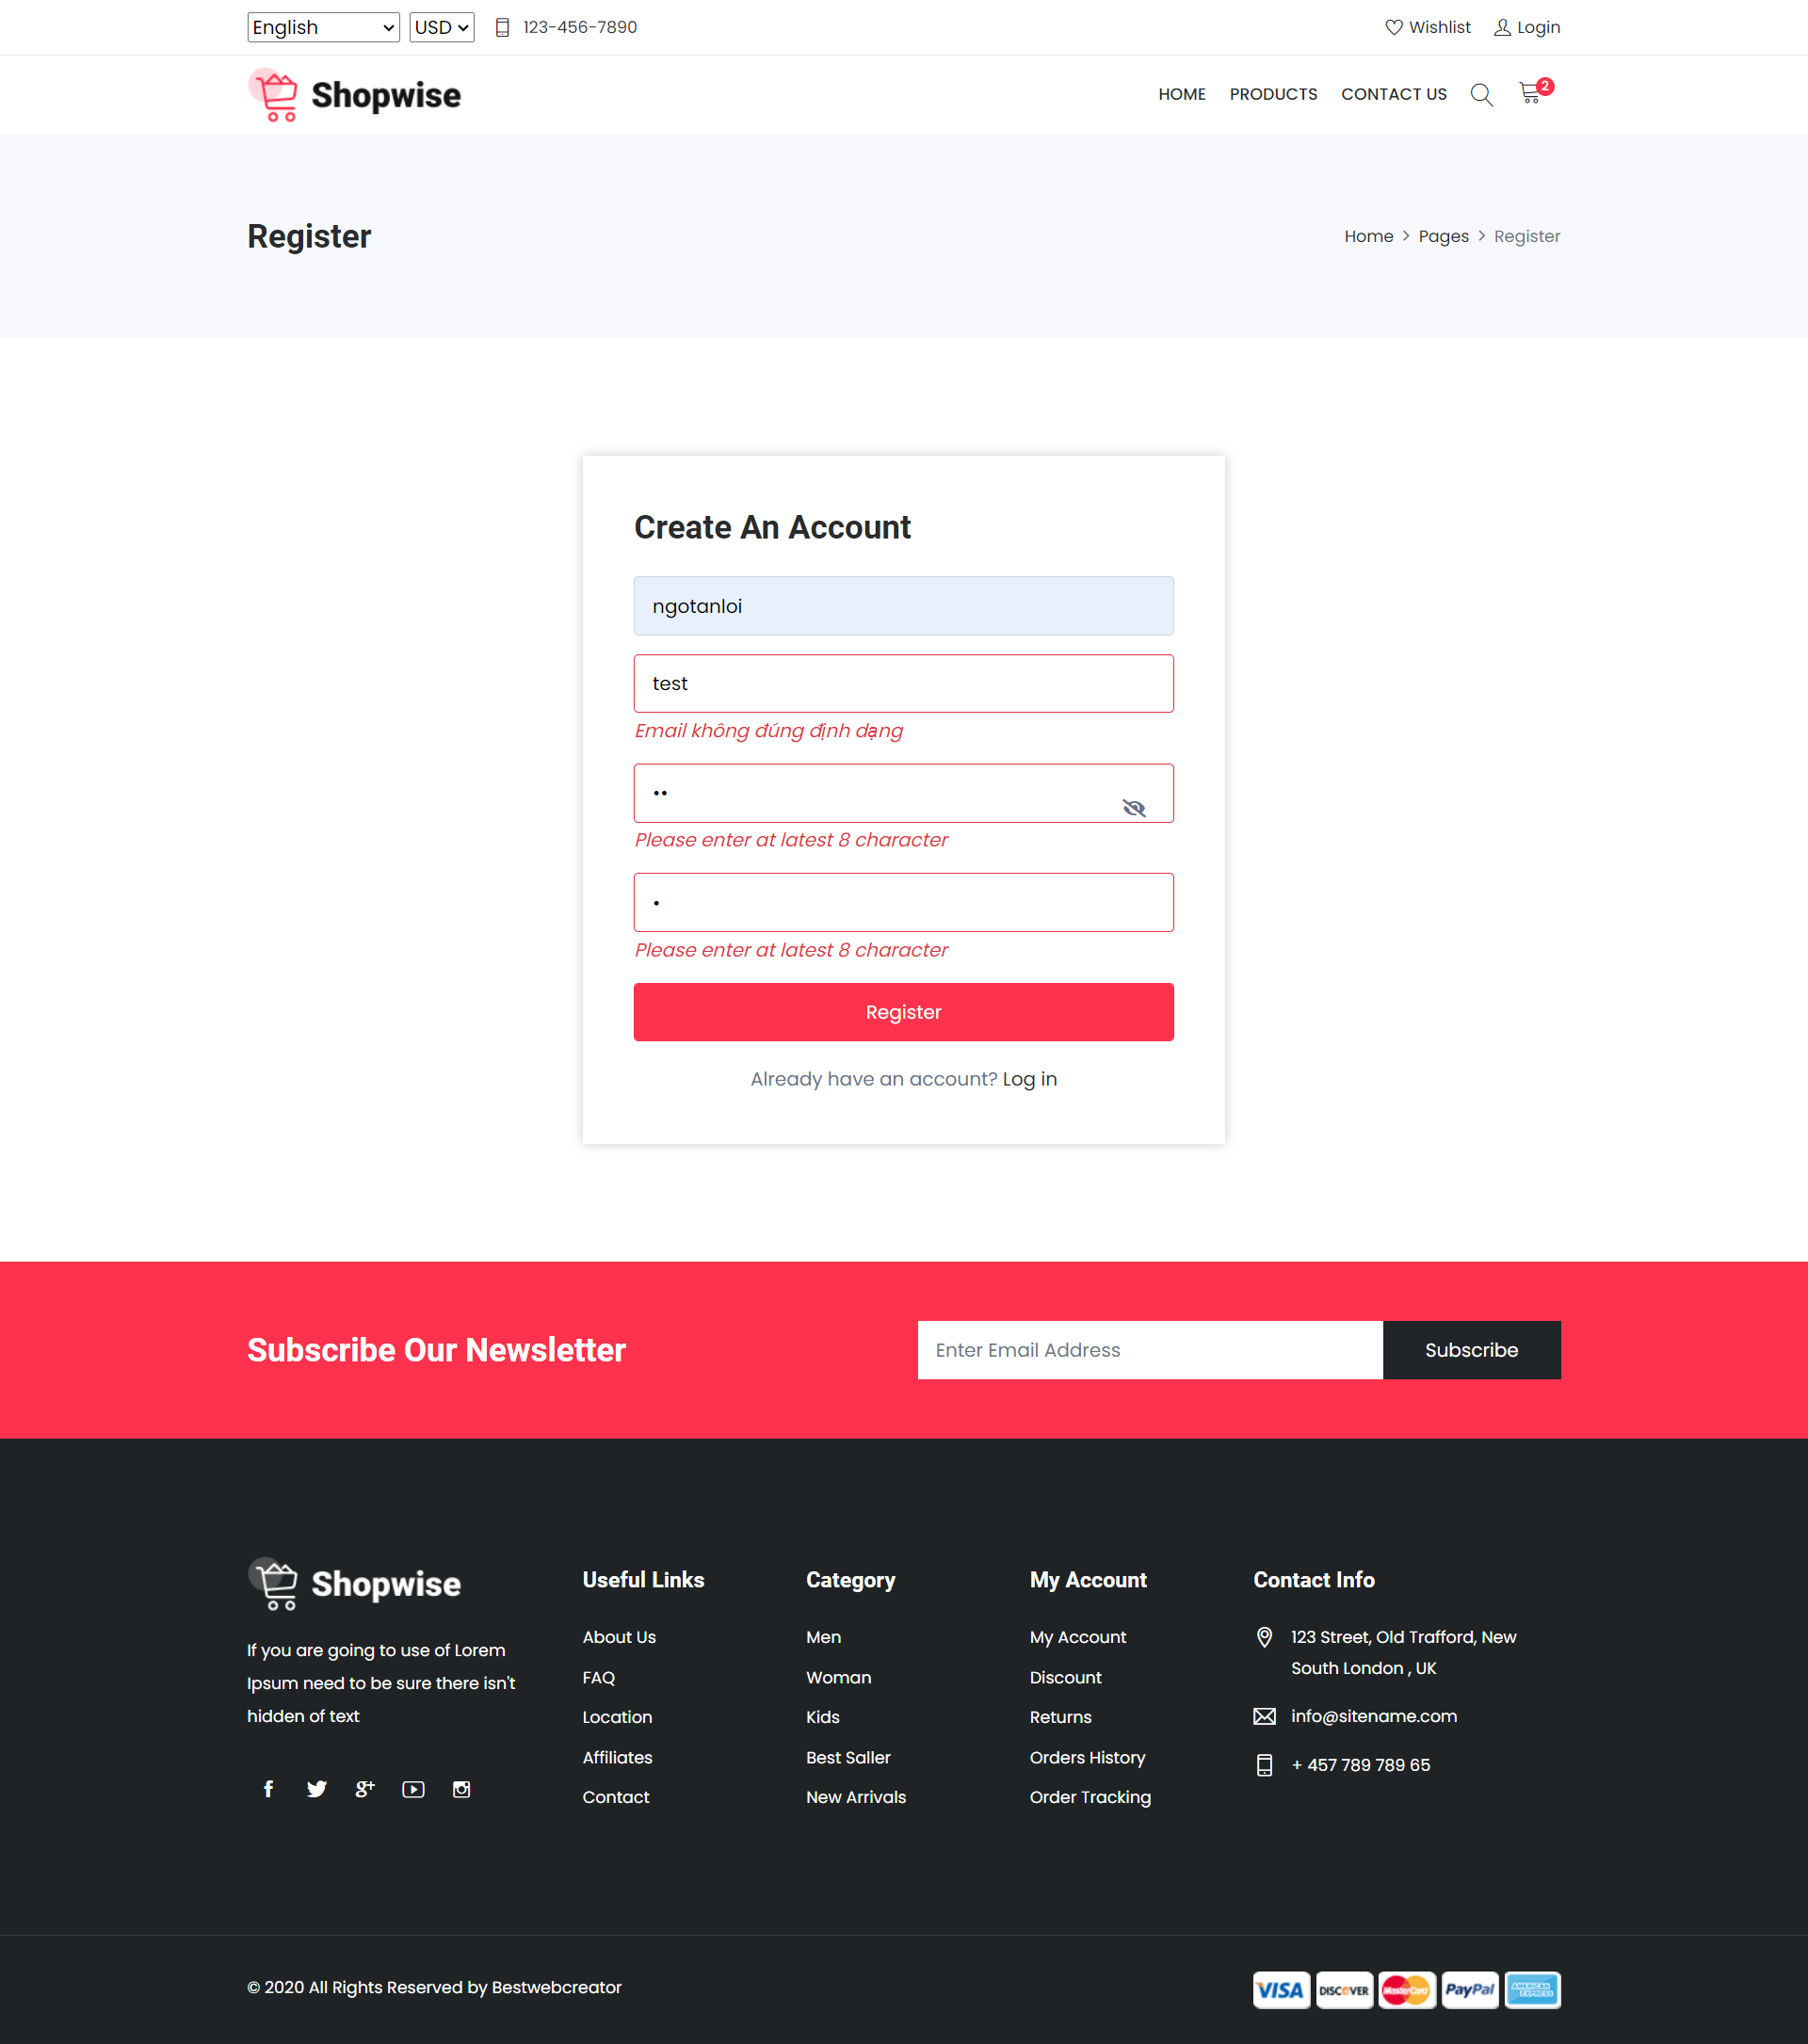 English USD 123-456-7890 Wishlist Login
Shopwise HOME PRODUCTS CONTACT US 2
Register Home Pages Register
Create An Account
ngotanloi
test
Email không đúng định dạng
••
Please enter at latest 8 character
•
Please enter at latest 8 character
Register
Already have an account? Log in
Subscribe Our Newsletter Enter Email Address Subscribe
Shopwise
If you are going to use of Lorem
Ipsum need to be sure there isn't
hidden of text
Useful Links
About Us
FAQ
Location
Affiliates
Contact
Category
Men
Woman
Kids
Best Saller
New Arrivals
My Account
My Account
Discount
Returns
Orders History
Order Tracking
Contact Info
123 Street, Old Trafford, New
South London , UK
info@sitename.com
+ 457 789 789 65
© 2020 All Rights Reserved by Bestwebcreator
VISA DISCOVER MasterCard PayPal AMERICAN EXPRESS